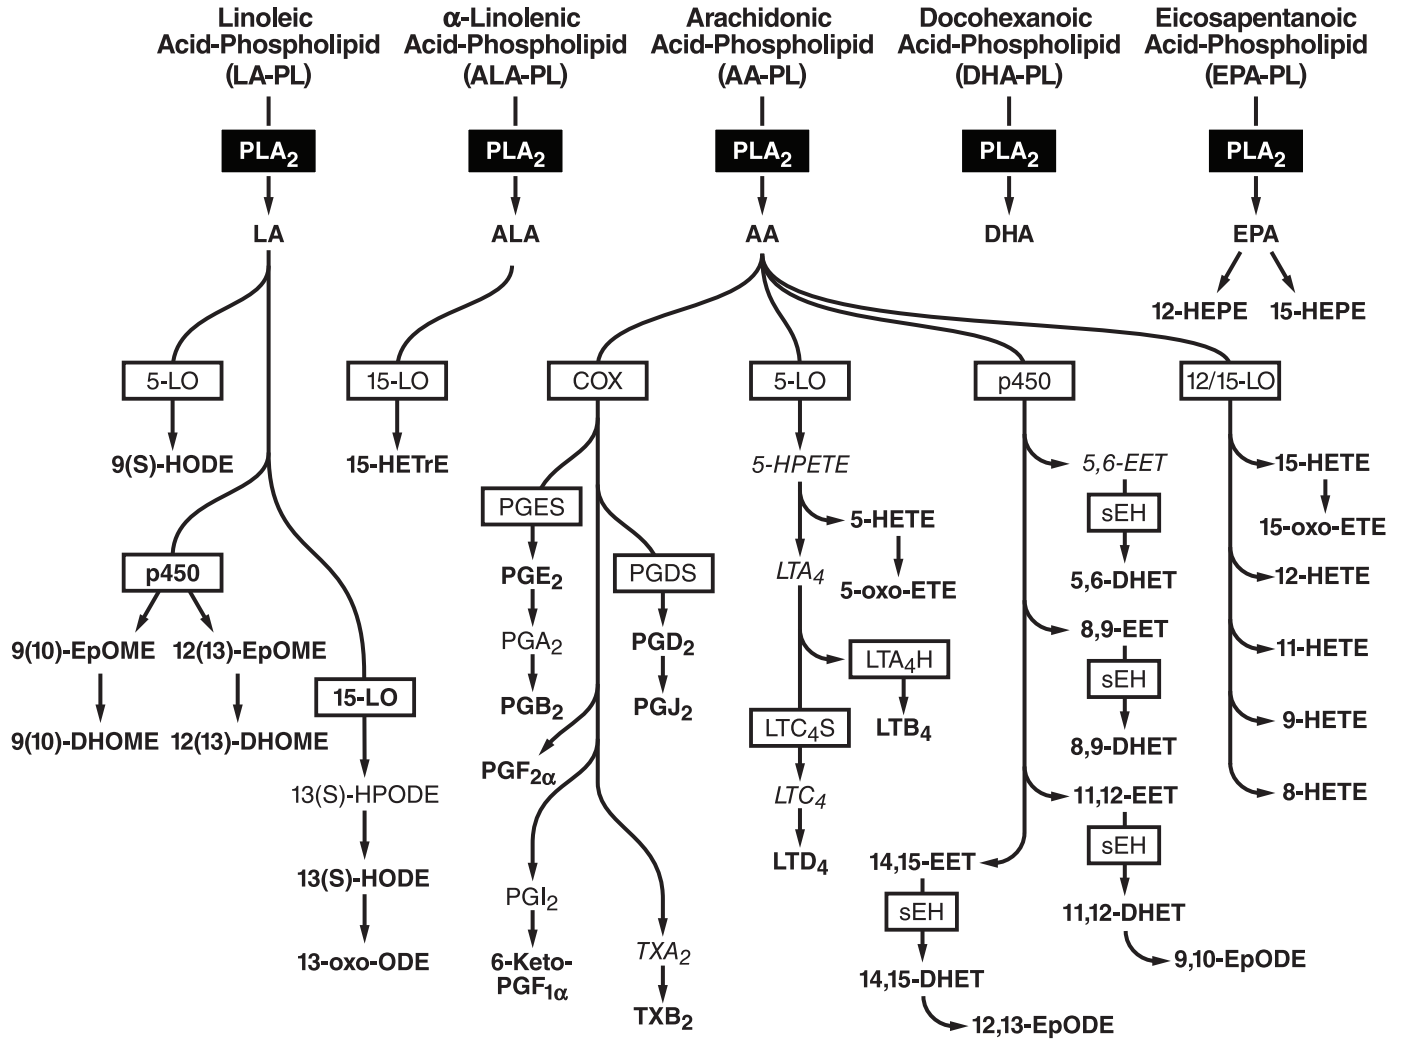 Linoleic
Acid-Phospholipid
(LA-PL)
α-Linolenic
Acid-Phospholipid
(ALA-PL)
Arachidonic
Acid-Phospholipid
(AA-PL)
Docohexanoic
Acid-Phospholipid
(DHA-PL)
Eicosapentanoic
Acid-Phospholipid
(EPA-PL)
PLA2
PLA2
PLA2
PLA2
PLA2
LA
ALA
AA
DHA
EPA
12-HEPE
15-HEPE
5-LO
15-LO
COX
5-LO
p450
12/15-LO
9(S)-HODE
15-HETrE
5-HPETE
5,6-EET
15-HETE
PGES
sEH
5-HETE
15-oxo-ETE
p450
PGE2
PGDS
LTA4
5-oxo-ETE
5,6-DHET
12-HETE
9(10)-EpOME
12(13)-EpOME
PGA2
PGD2
LTA4H
8,9-EET
sEH
11-HETE
15-LO
PGB2
PGJ2
LTC4S
LTB4
9-HETE
9(10)-DHOME
12(13)-DHOME
8,9-DHET
PGF2α
13(S)-HPODE
LTC4
11,12-EET
8-HETE
sEH
13(S)-HODE
LTD4
14,15-EET
PGI2
sEH
11,12-DHET
13-oxo-ODE
6-Keto-
PGF1α
TXA2
9,10-EpODE
14,15-DHET
TXB2
12,13-EpODE